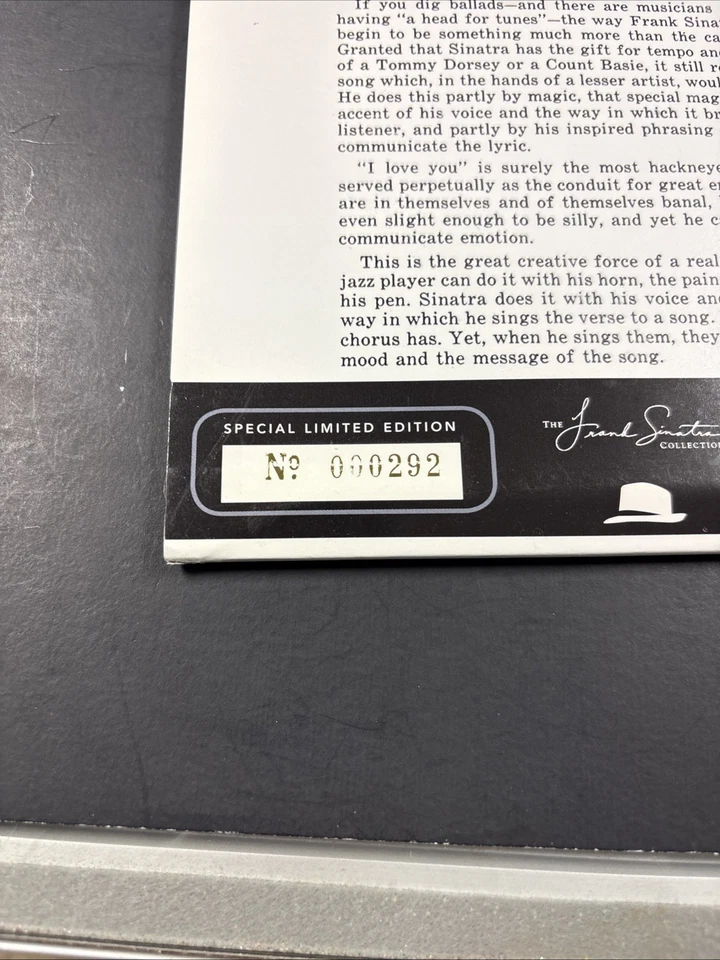 If you dig ballads—and there are musicians
having "a head for tunes"—the way Frank Sina
begin to be something much more than the ca
Granted that Sinatra has the gift for tempo an
of a Tommy Dorsey or a Count Basie, it still r
song which, in the hands of a lesser artist, woul
He does this partly by magic, that special mag
accent of his voice and the way in which it br
listener, and partly by his inspired phrasing
communicate the lyric.
"I love you" is surely the most hackneye
served perpetually as the conduit for great e
are in themselves and of themselves banal,
even slight enough to be silly, and yet he c
communicate emotion.
This is the great creative force of a real
jazz player can do it with his horn, the pain
his pen. Sinatra does it with his voice an
way in which he sings the verse to a song.
chorus has. Yet, when he sings them, they
mood and the message of the song.
SPECIAL LIMITED EDITION
Nº 000292
THE Frank Sinatra
COLLECTION